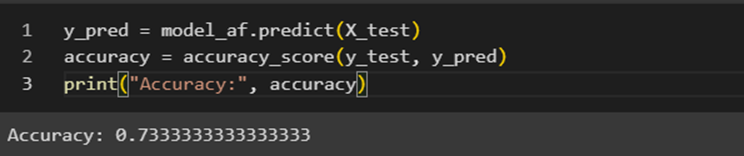 1 y_pred = model_af.predict(X_test)
2 accuracy = accuracy_score(y_test, y_pred)
3 print("Accuracy:", accuracy)
Accuracy: 0.7333333333333333